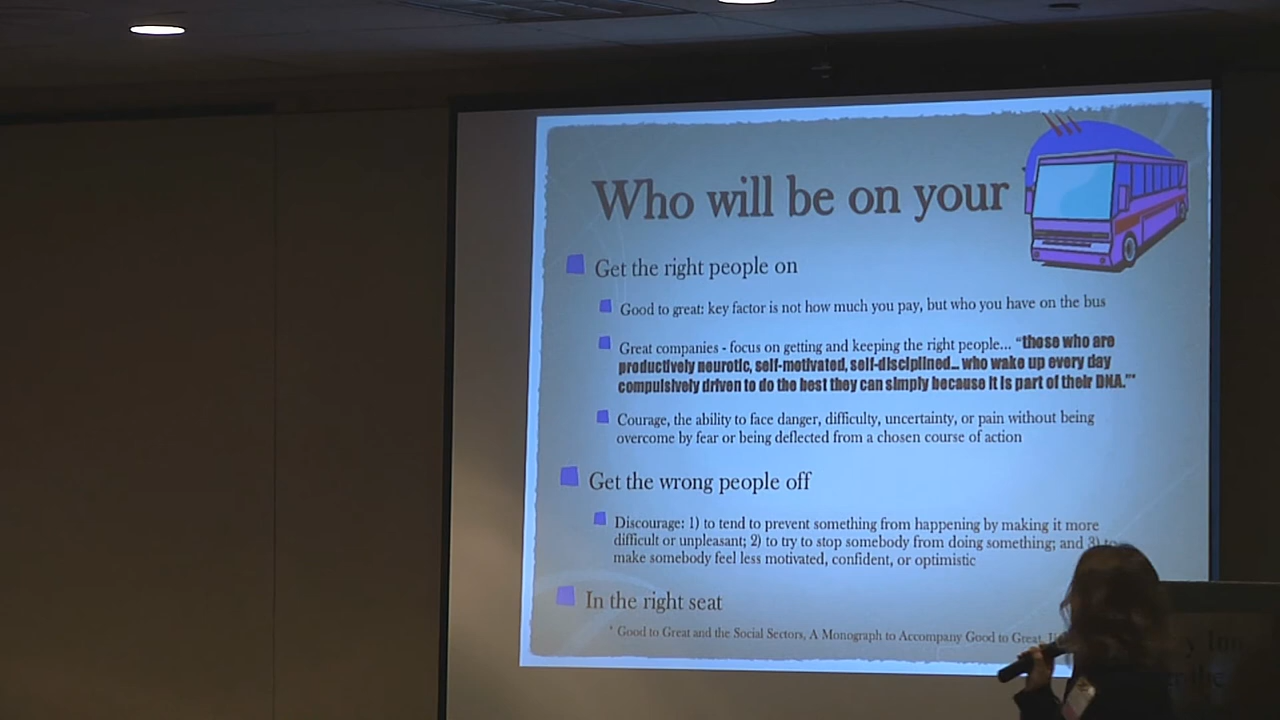 Who will be on your
Get the right people on
Good to great: key factor is not how much you pay, but who you have on the bus
Great companies - focus on getting and keeping the right people... “those who are
productively neurotic, self-motivated, self-disciplined... who wake up every day
compulsively driven to do the best they can simply because it is part of their DNA.”*
Courage, the ability to face danger, difficulty, uncertainty, or pain without being
overcome by fear or being deflected from a chosen course of action
Get the wrong people off
Discourage: 1) to tend to prevent something from happening by making it more
difficult or unpleasant; 2) to try to stop somebody from doing something; and 3) to
make somebody feel less motivated, confident, or optimistic
In the right seat
* Good to Great and the Social Sectors, A Monograph to Accompany Good to Great,
Inn